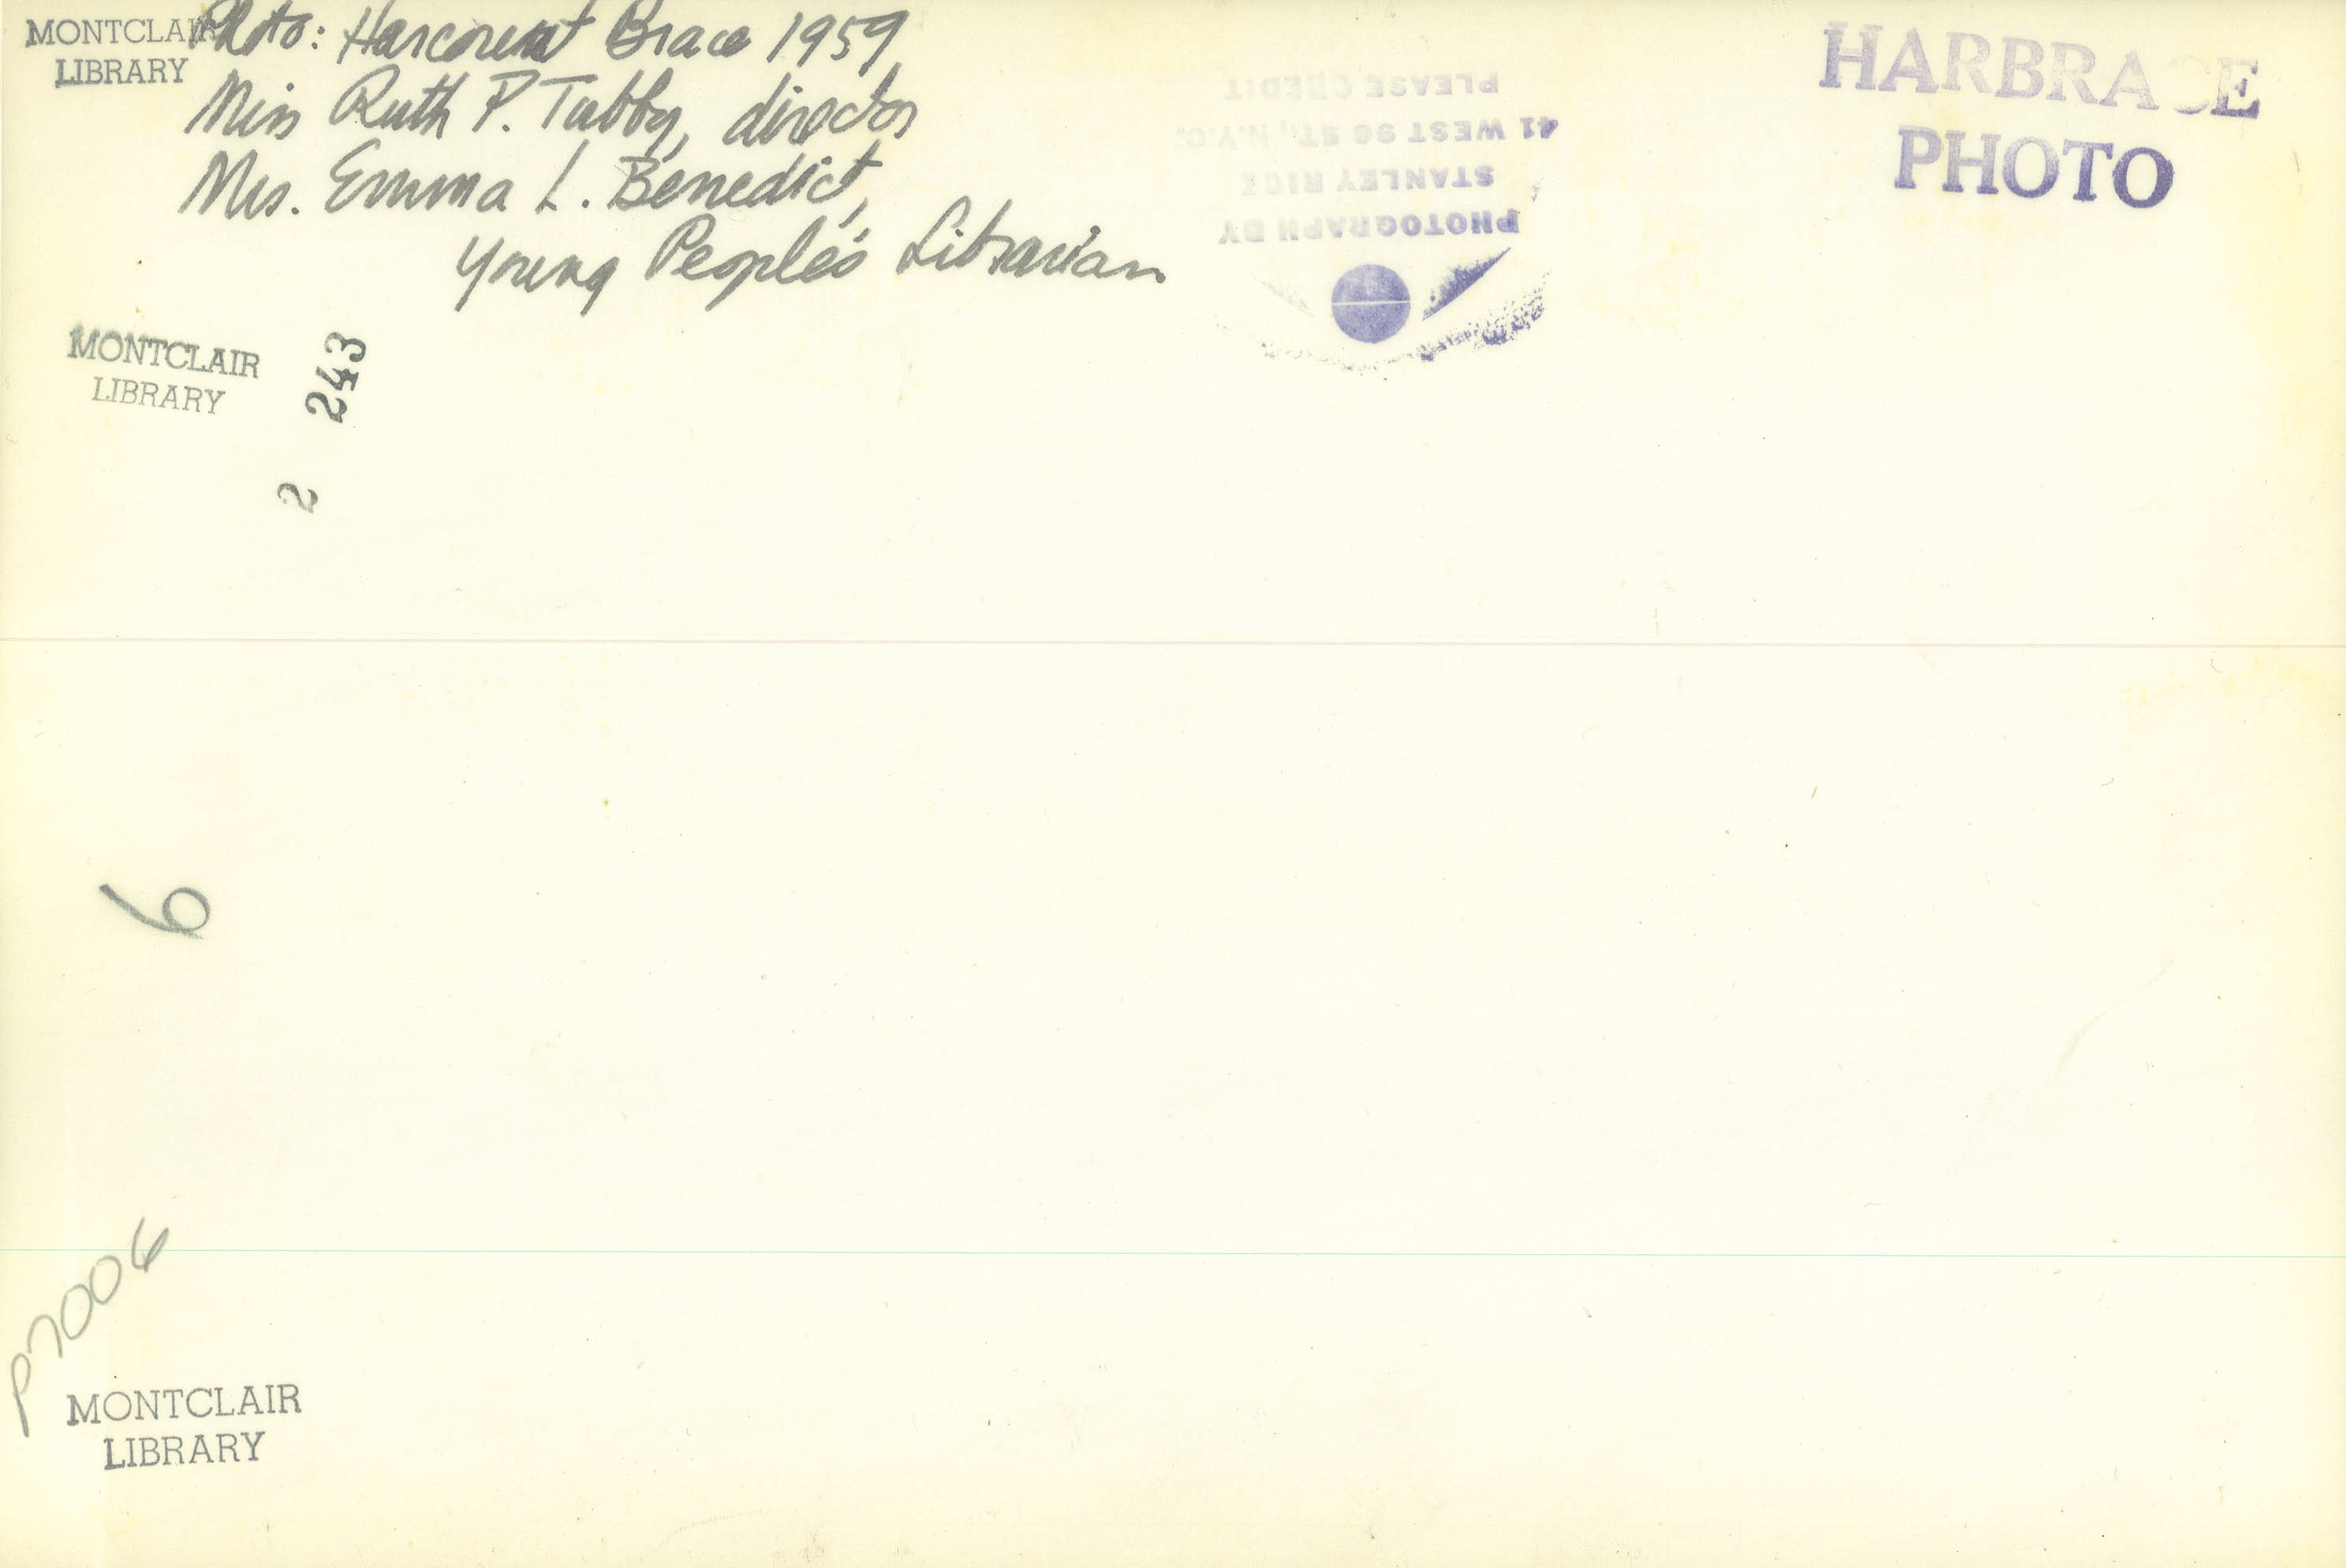 MONTCLAIR
LIBRARY
Photo: Harcourt Brace 1959
Miss Ruth P. Tubby, director
Mrs. Emma L. Benedict,
Young People's Librarian
PHOTOGRAPH BY
STANLEY RICE
41 WEST 96 ST., N.Y.C.
PLEASE CREDIT
HARBRACE
PHOTO
MONTCLAIR
LIBRARY
2 243
6
P7006
MONTCLAIR
LIBRARY